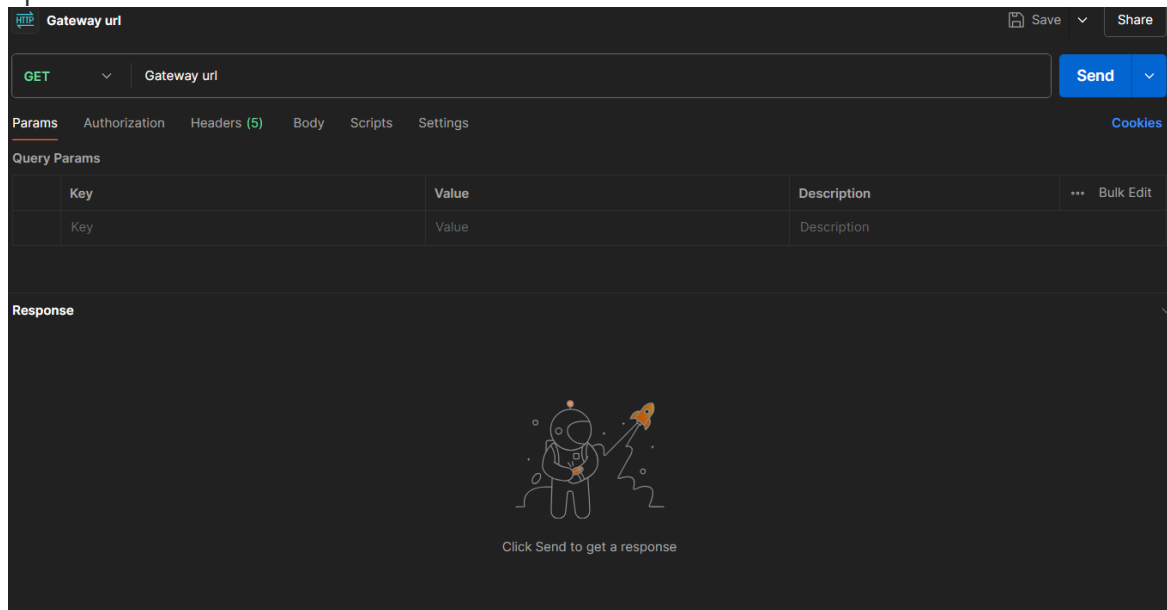 HTTP Gateway url Save Share
GET Gateway url Send
Params Authorization Headers (5) Body Scripts Settings Cookies
Query Params
Key Value Description ••• Bulk Edit
Key Value Description
Response
Click Send to get a response